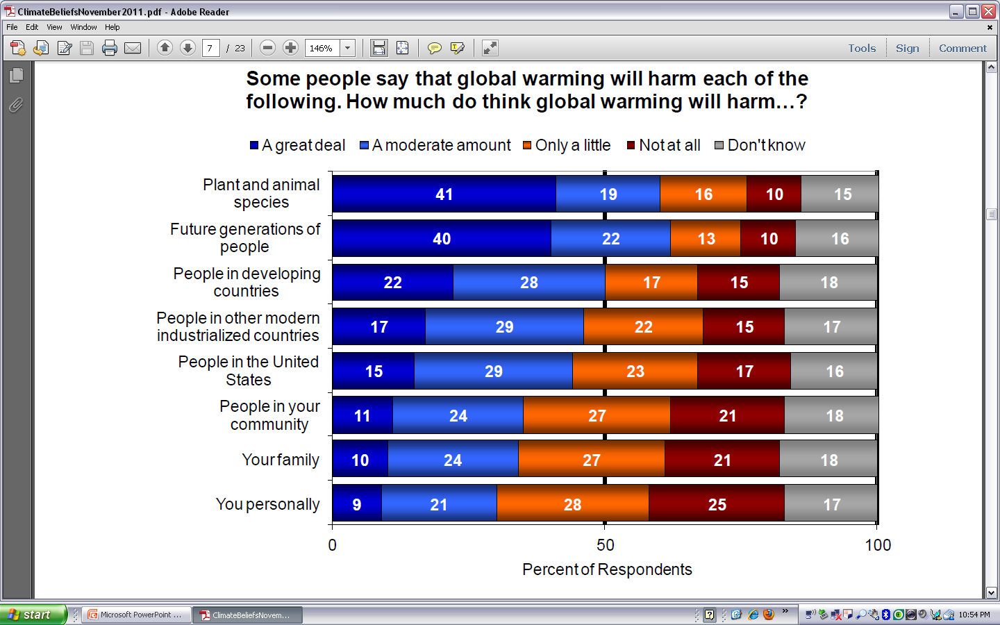 ClimateBeliefsNovember2011.pdf - Adobe Reader
File Edit View Window Help
7 / 23 146% Tools Sign Comment
Some people say that global warming will harm each of the
following. How much do think global warming will harm...?
A great deal A moderate amount Only a little Not at all Don't know
Plant and animal
species
41 19 16 10 15
Future generations of
people
40 22 13 10 16
People in developing
countries
22 28 17 15 18
People in other modern
industrialized countries
17 29 22 15 17
People in the United
States
15 29 23 17 16
People in your
community
11 24 27 21 18
Your family
10 24 27 21 18
You personally
9 21 28 25 17
0 50 100
Percent of Respondents
start Microsoft PowerPoint ... ClimateBeliefsNovem... 10:54 PM